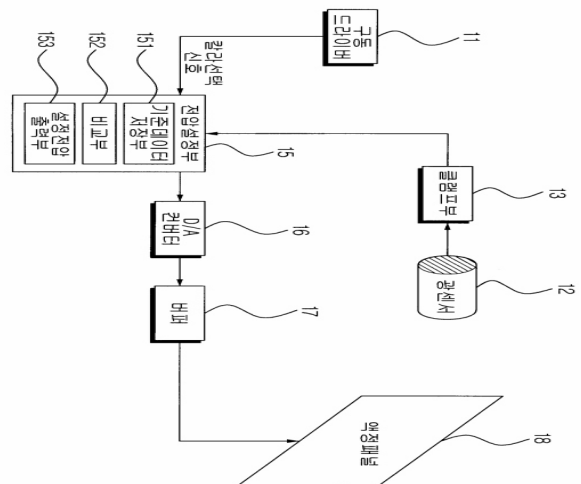 12
광센서
18
액정패널
13
클램프부
11
구동
드라이버
17
버퍼
16
D/A
컨버터
15
칼라선택
신호
전압설정부
151
기준데이터
저장부
152
비교부
153
설정전압
출력부